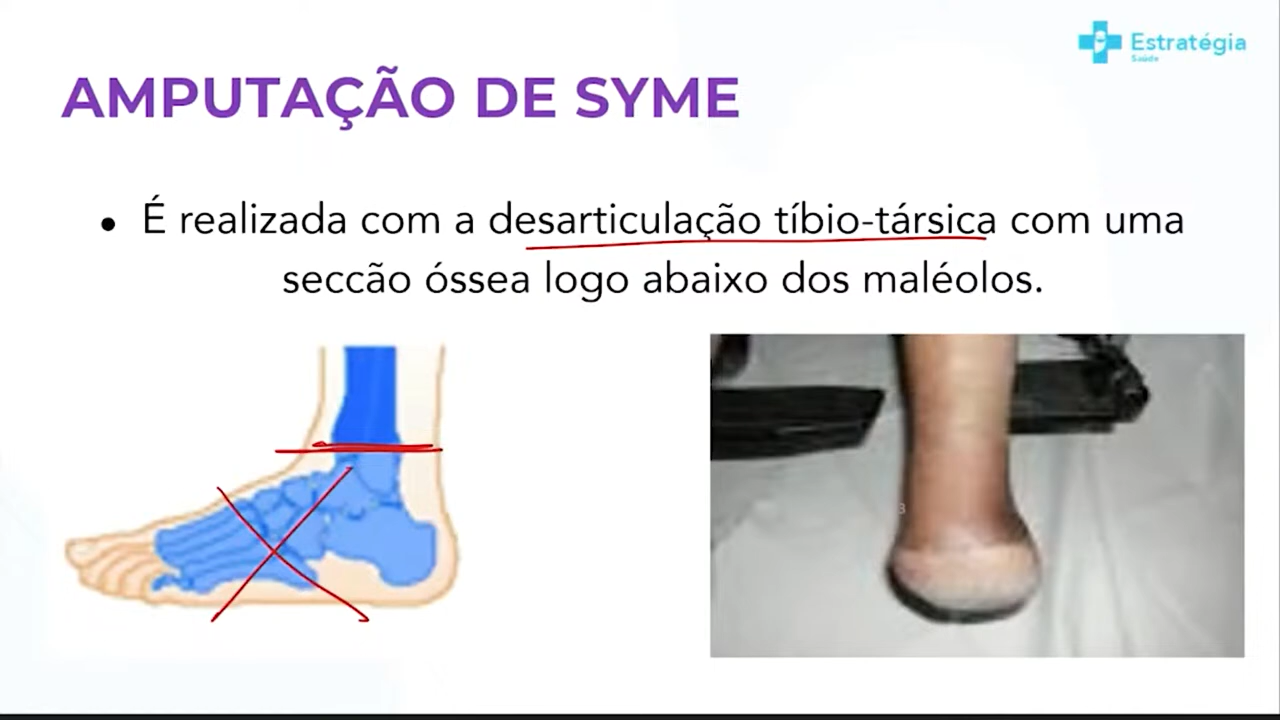 Estratégia
Saúde
AMPUTAÇÃO DE SYME
• É realizada com a desarticulação tíbio-társica com uma
seccão óssea logo abaixo dos maléolos.